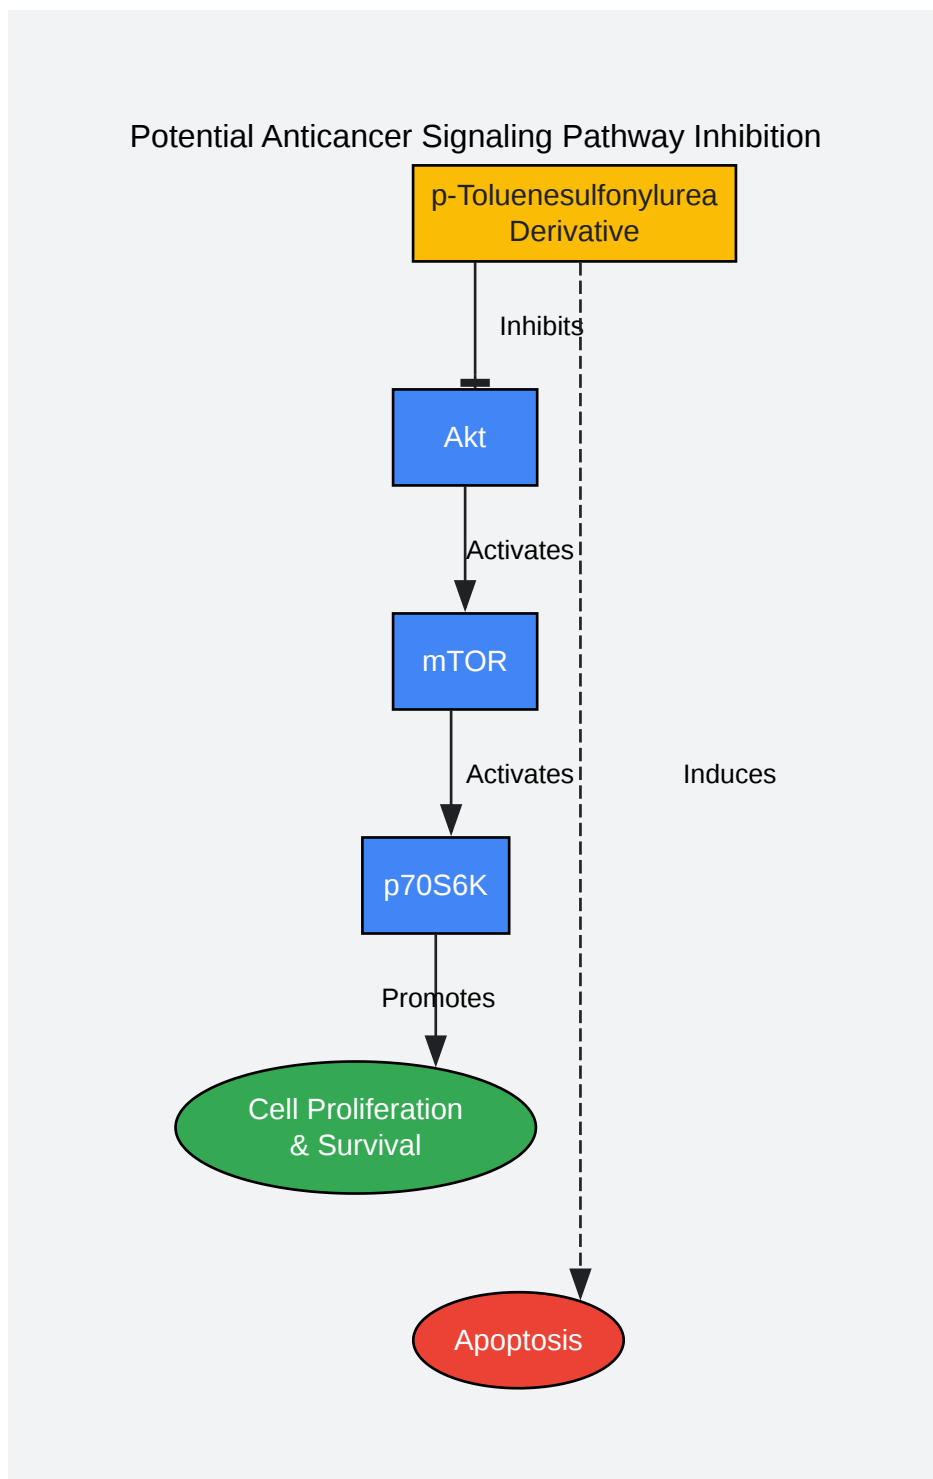 Potential Anticancer Signaling Pathway Inhibition
p-Toluenesulfonylurea
Derivative
Inhibits
Akt
Activates
mTOR
Activates
Induces
p70S6K
Promotes
Cell Proliferation
& Survival
Apoptosis